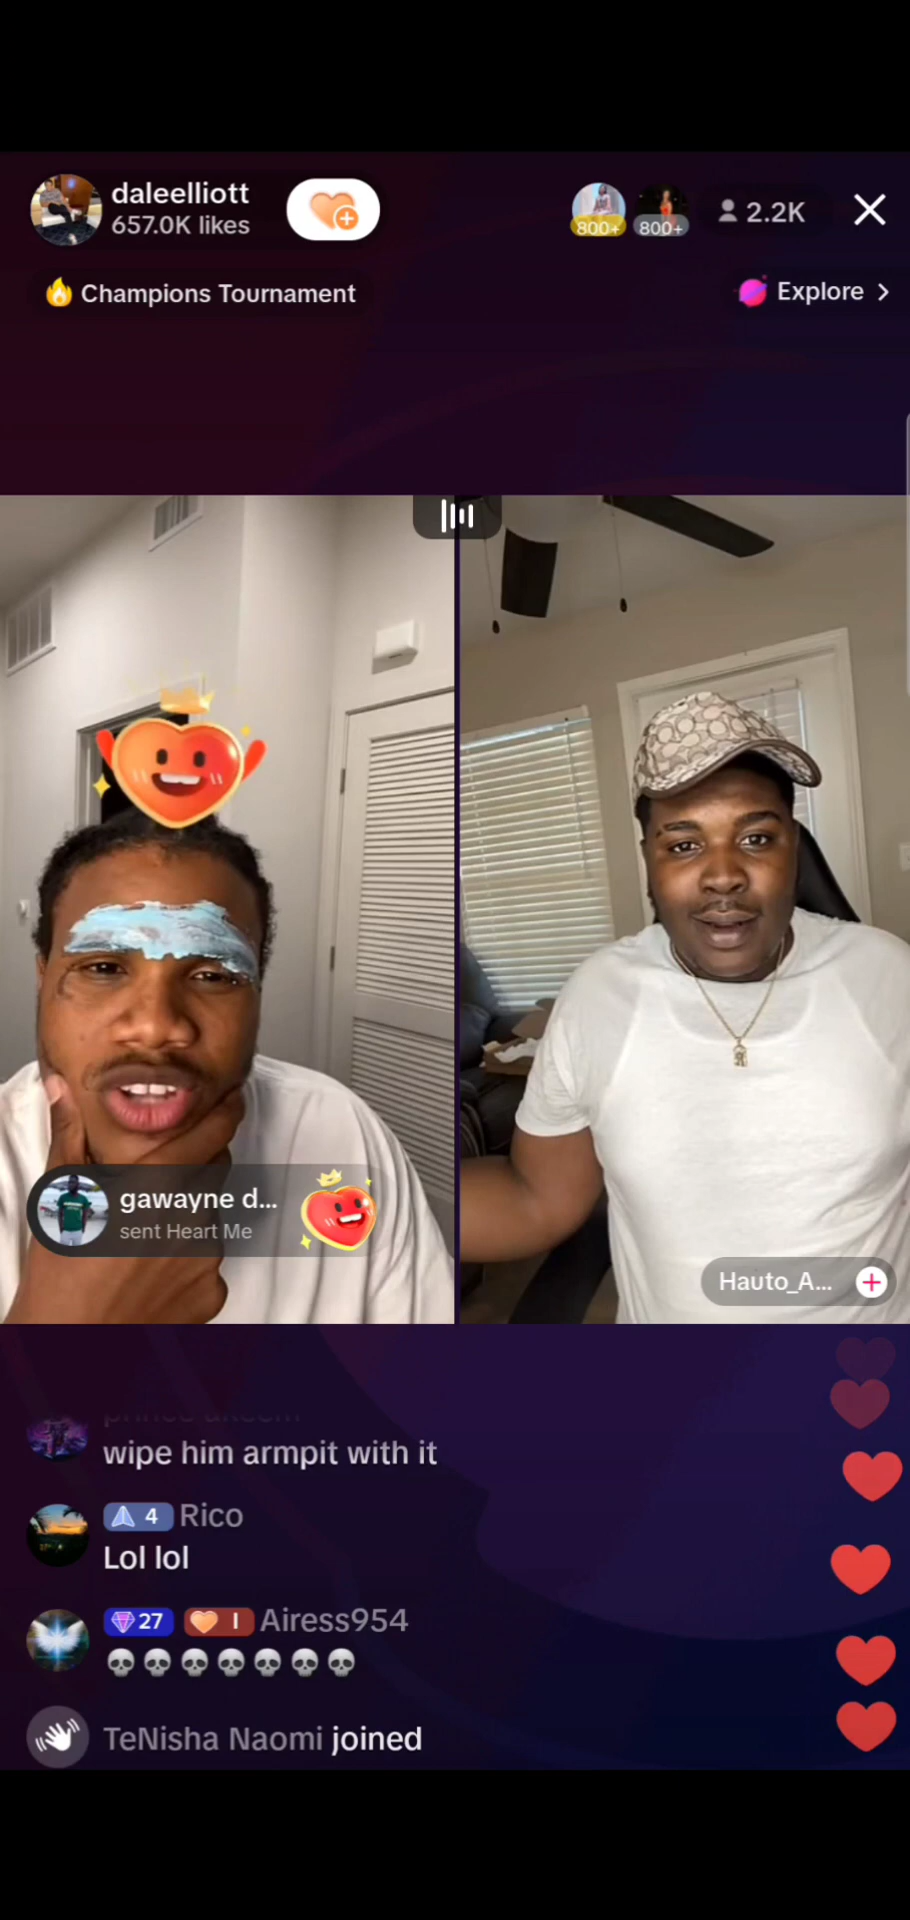 daleelliott
657.0K likes
800+
800+
2.2K
Champions Tournament
Explore
gawayne d...
sent Heart Me
Hauto_A...
wipe him armpit with it
4 Rico
Lol lol
27 I Airess954
TeNisha Naomi joined